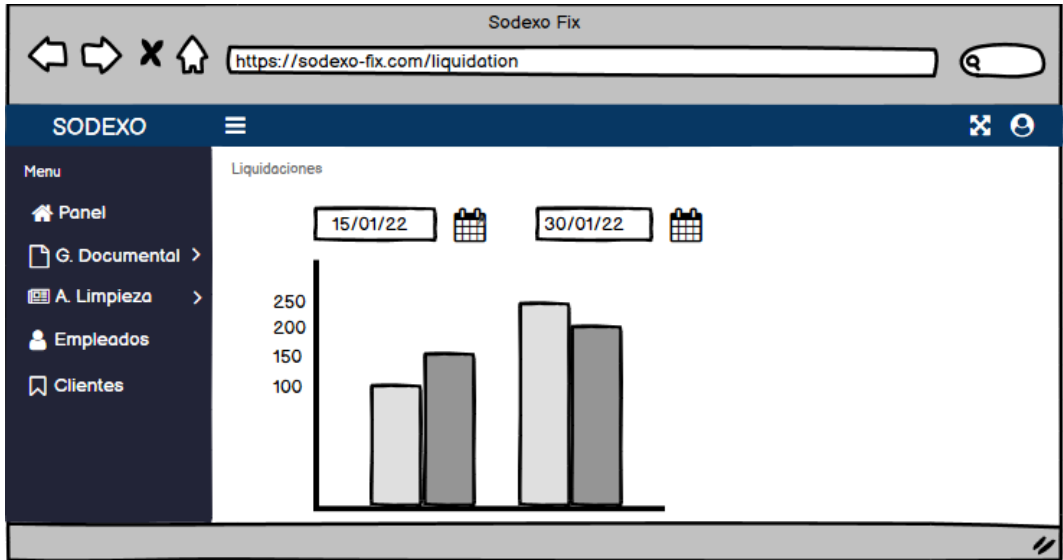 Sodexo Fix
https://sodexo-fix.com/liquidation
SODEXO
Menu
Panel
G. Documental
A. Limpieza
Empleados
Clientes
Liquidaciones
15/01/22 30/01/22
250
200
150
100